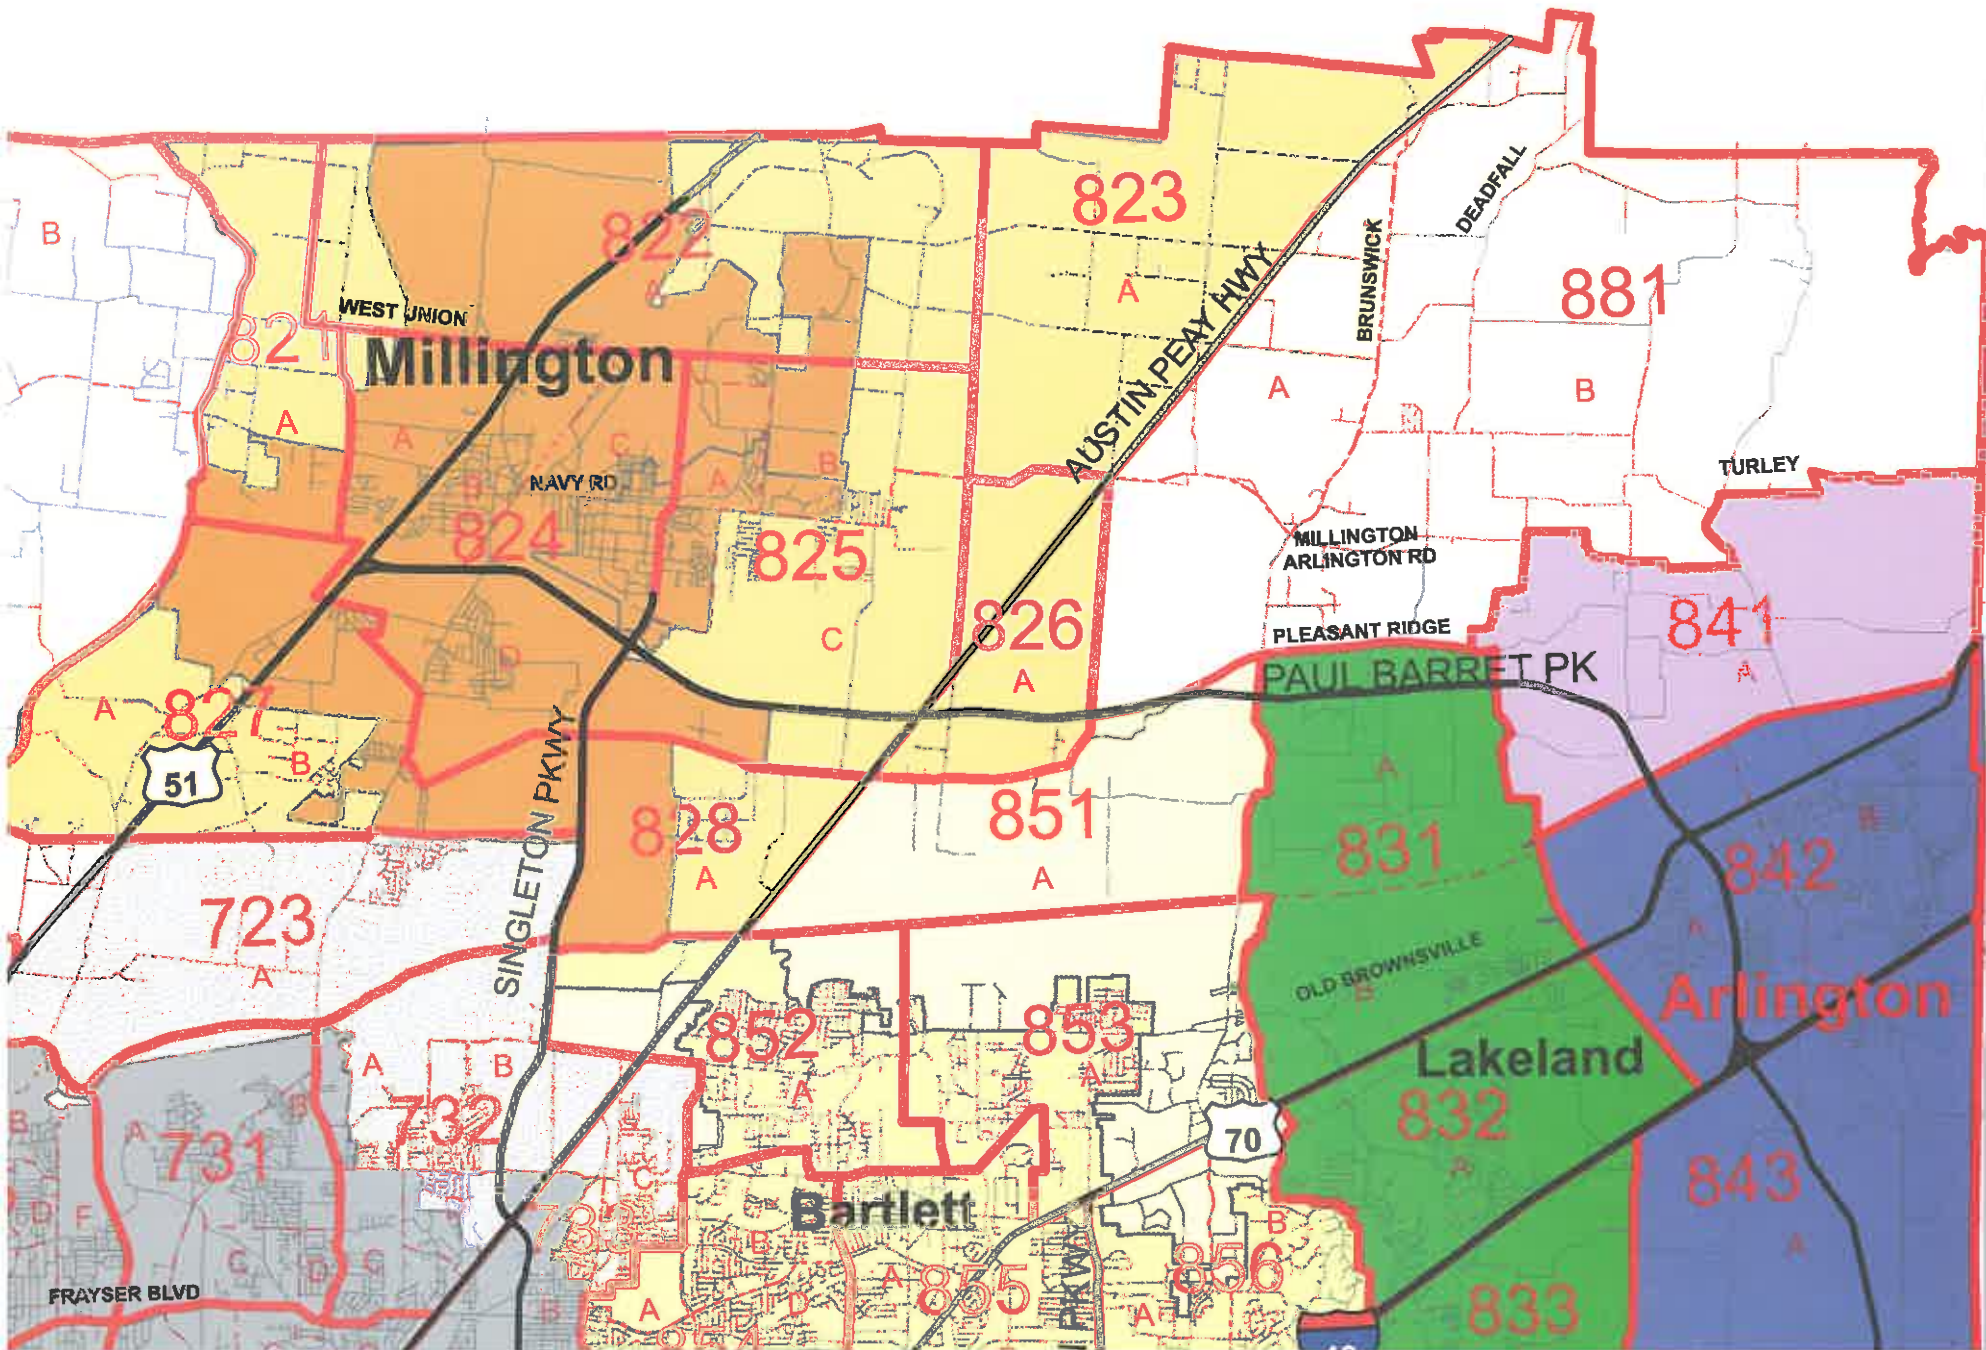 823
DEADFALL
B
822
BRUNSWICK
AUSTIN PEAY HWY
881
A
A
WEST UNION
821
Millington
A
B
A
A
C
B
TURLEY
A
B
NAVY RD
824
825
MILLINGTON
ARLINGTON RD
826
841
PLEASANT RIDGE
C
D
A
PAUL BARRET PK
A
A
827
B
51
SINGLETON PKWY
A
828
851
831
B
842
A
A
723
A
A
OLD BROWNSVILLE
B
Arlington
852
853
Lakeland
A
B
A
A
732
832
B
B
A
731
70
A
843
C
D
F
Bartlett
B
A
733
B
C
D
C
A
856
855
PKWY
FRAYSER BLVD
B
A
D
A
833